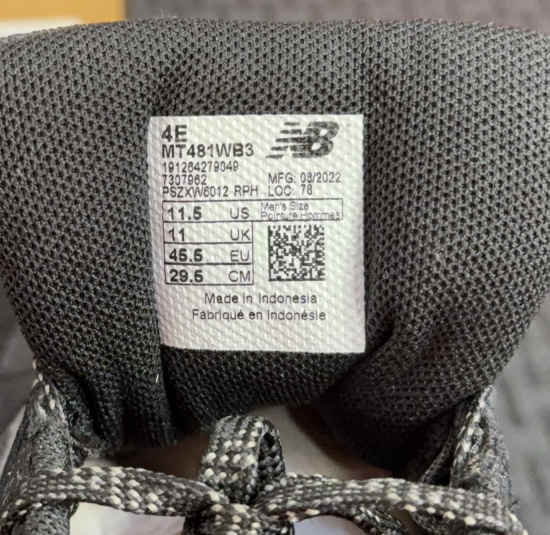 4E
MT481WB3
191264279049
7307962 MFG. 08/2022
PSZXW6012 RPH LOC: 78
11.5 US Men's Size
Pointure Hommes
11 UK
45.5 EU
29.5 CM
Made in Indonesia
Fabriqué en Indonésie